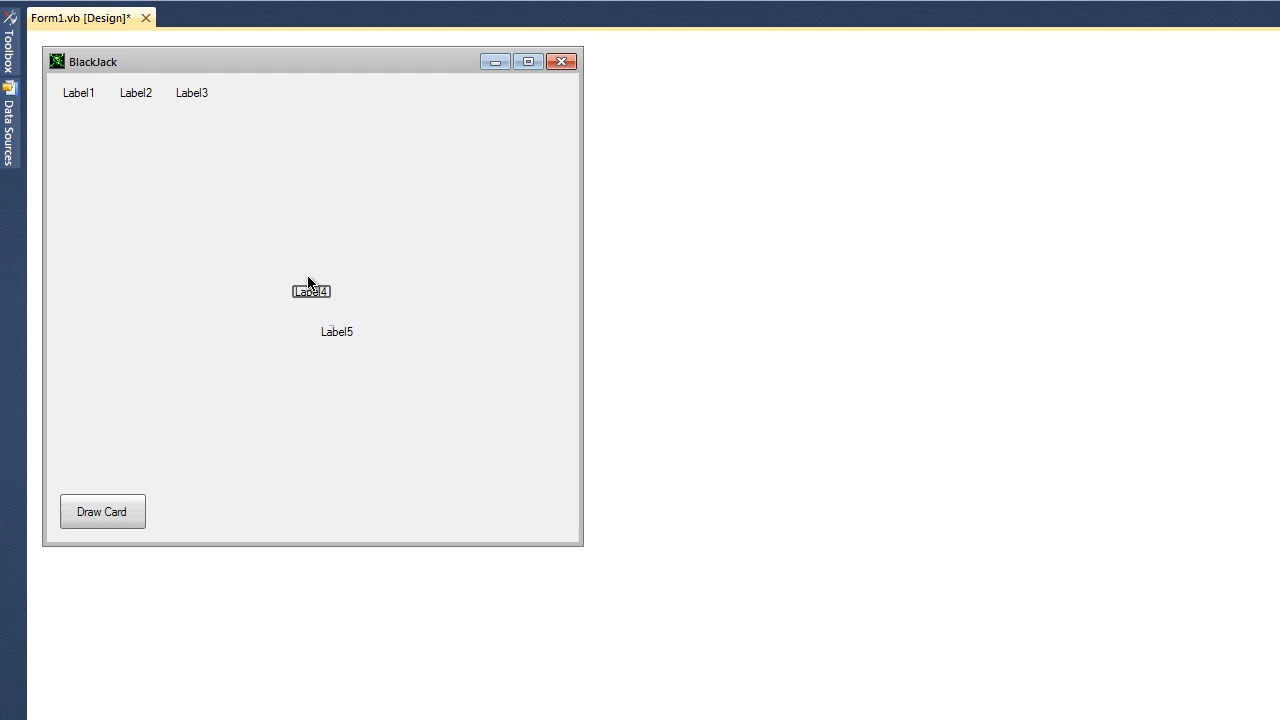 Form1.vb [Design]*
Toolbox
Data Sources
BlackJack
Label1 Label2 Label3
Label4
Label5
Draw Card